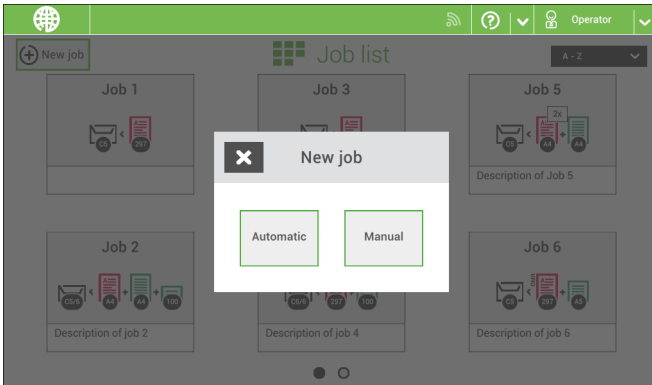 Operator
New job
Job list
A - Z
Job 1
C5
297
Job 3
Job 5
2x
C5
A4
A4
Description of Job 5
New job
Automatic
Manual
Job 2
C5/6
A4
A4
100
Description of job 2
C5/6
297
100
Description of job 4
Job 6
OMR
C5
297
A5
Description of job 6